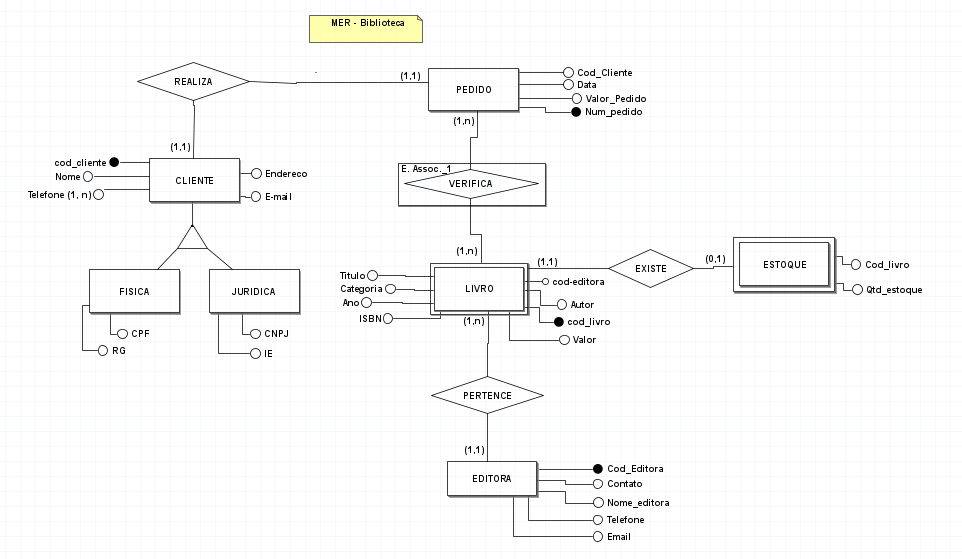 MER - Biblioteca
REALIZA
(1,1)
PEDIDO
Cod_Cliente
Data
Valor_Pedido
Num_pedido
(1,n)
(1,1)
cod_cliente
Nome
Telefone (1, n)
CLIENTE
Endereco
E-mail
E. Assoc._1
VERIFICA
(1,n)
FISICA
JURIDICA
CPF
RG
CNPJ
IE
Titulo
Categoria
Ano
ISBN
LIVRO
(1,1)
cod-editora
Autor
cod_livro
Valor
EXISTE
(0,1)
ESTOQUE
Cod_livro
Qtd_estoque
(1,n)
PERTENCE
(1,1)
EDITORA
Cod_Editora
Contato
Nome_editora
Telefone
Email